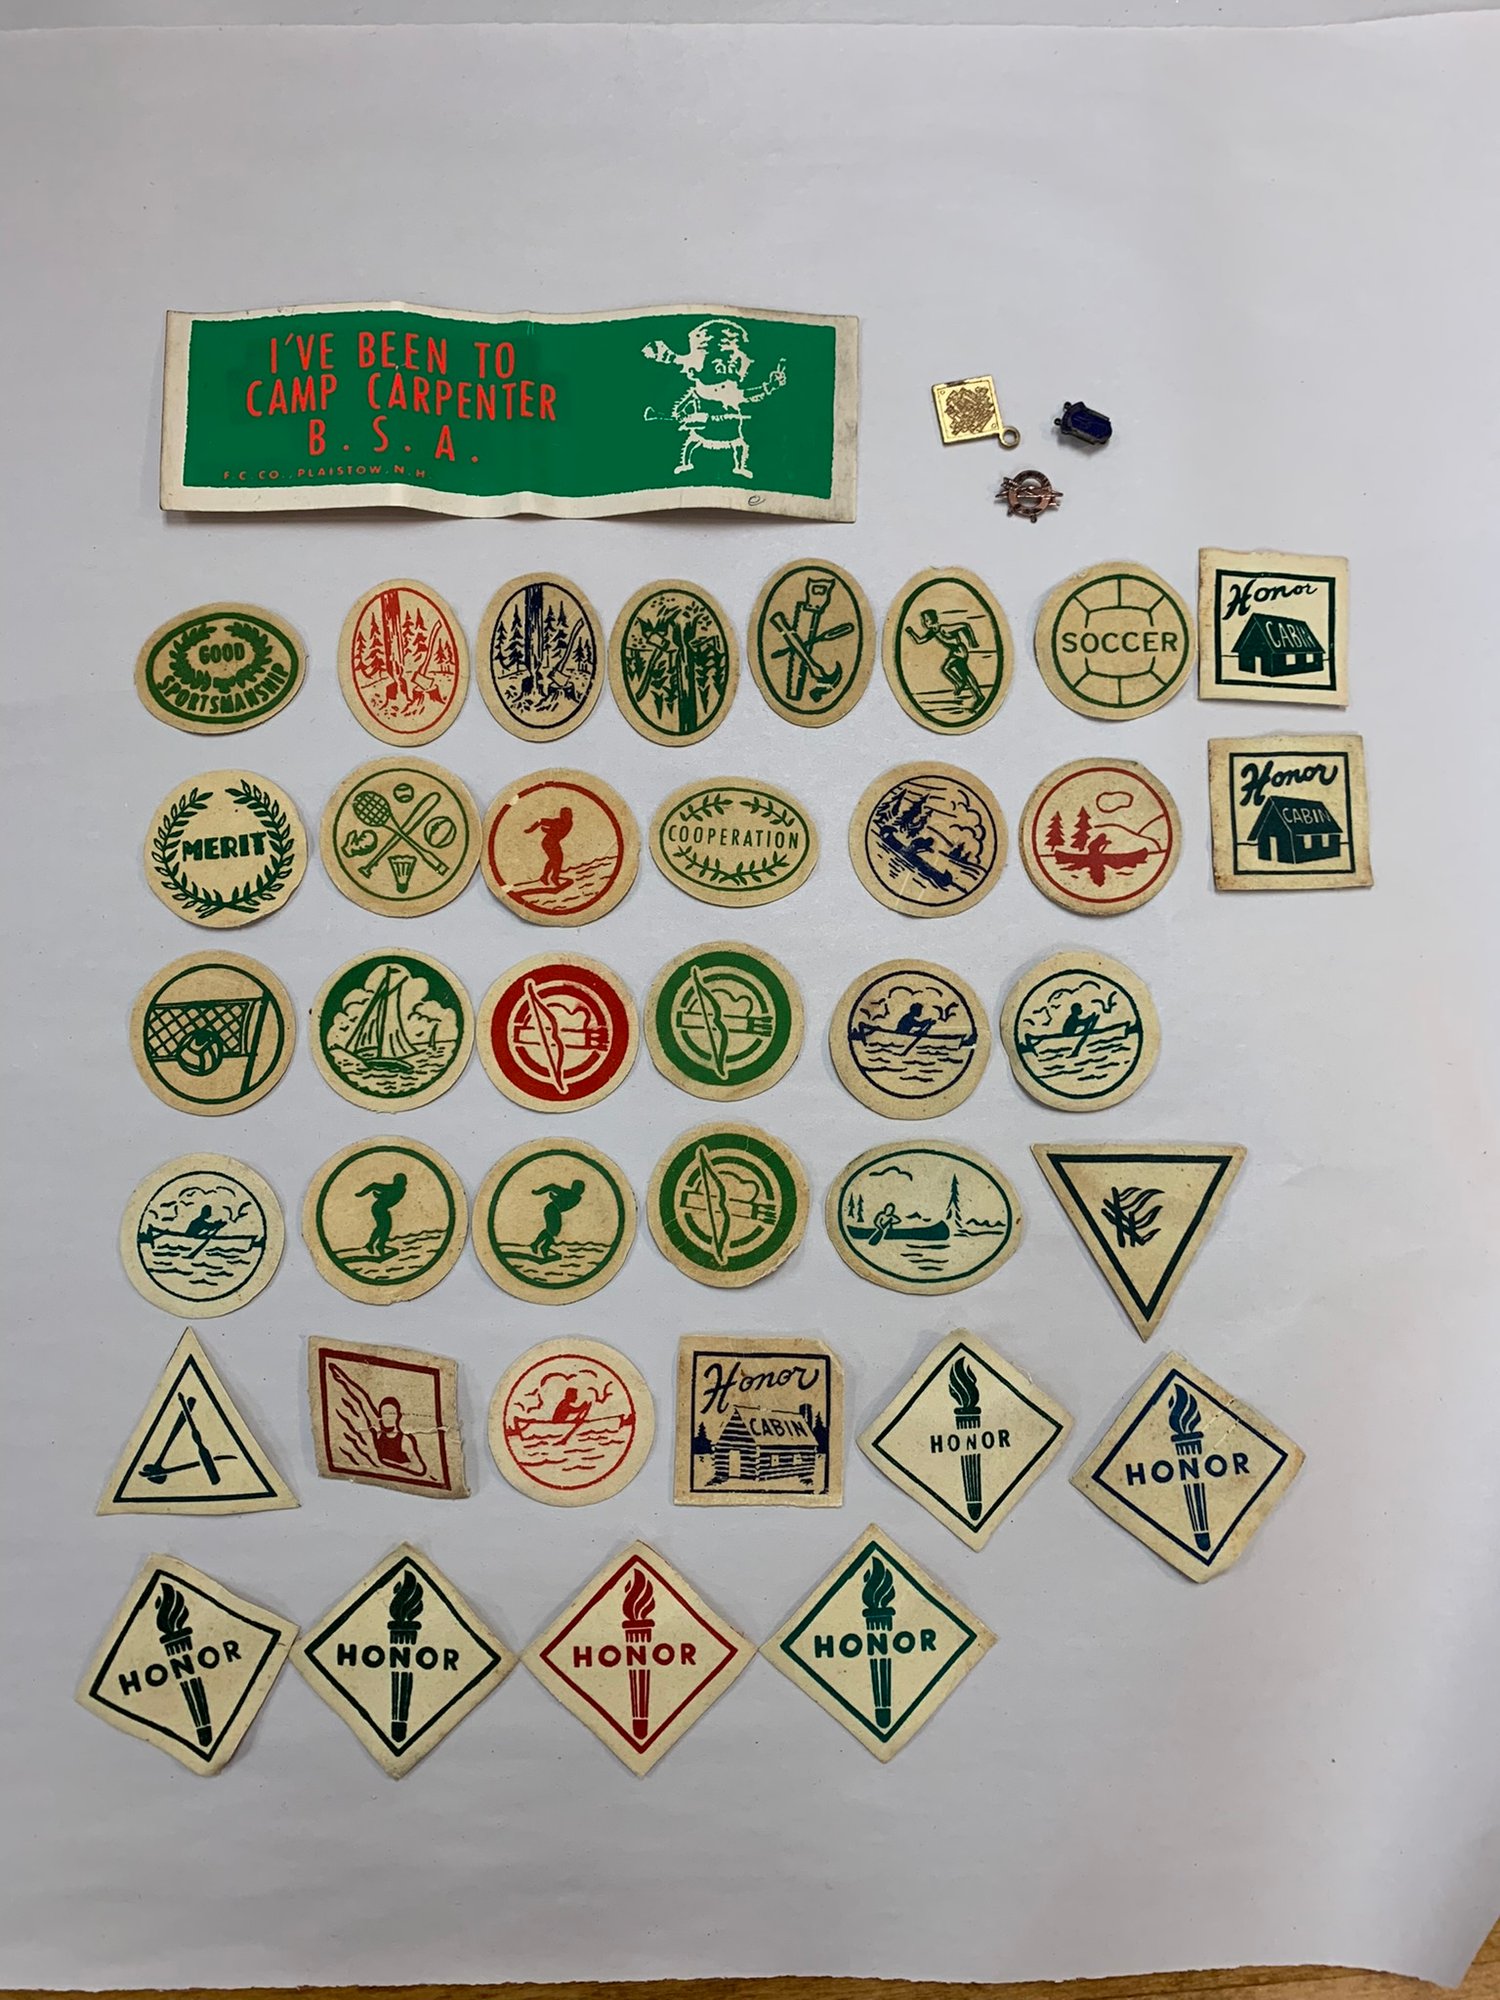 I'VE BEEN TO
CAMP CARPENTER
B. S. A.
F.C.CO., PLAISTOW, N.H
e
GOOD
SPORTSMANSHIP
SOCCER
Honor
CABIN
MERIT
COOPERATION
Honor
CABIN
Honor
CABIN
HONOR
HONOR
HONOR
HONOR
HONOR
HONOR